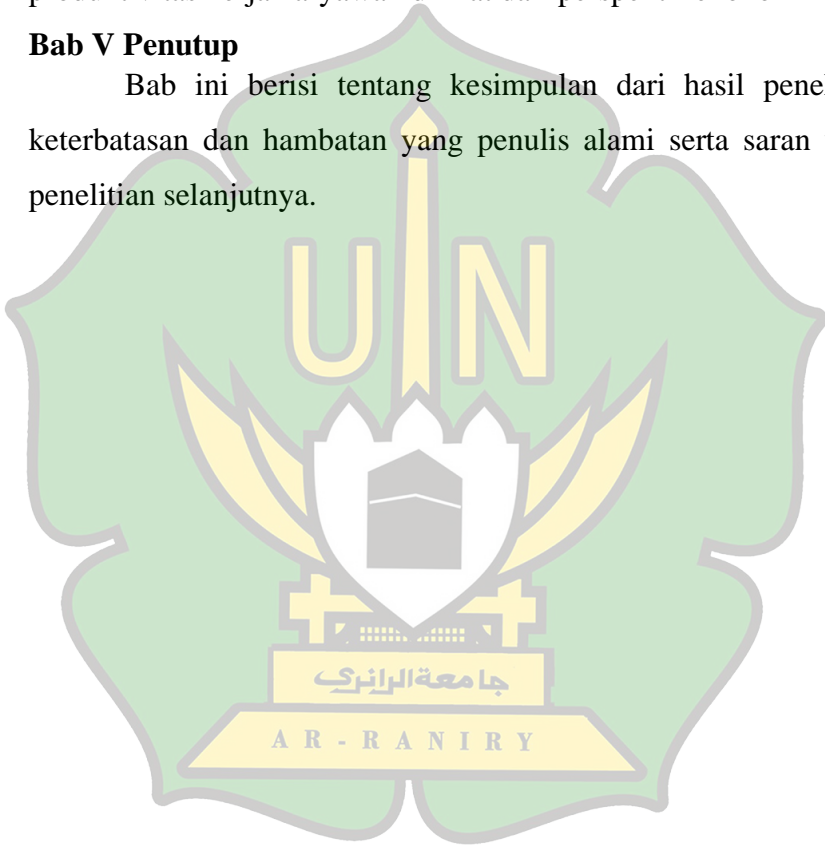 Bab V Penutup
Bab ini berisi tentang kesimpulan dari hasil
keterbatasan dan hambatan yang penulis alami serta saran
penelitian selanjutnya.
UIN
جامعة الرانري
AR-RANIRY